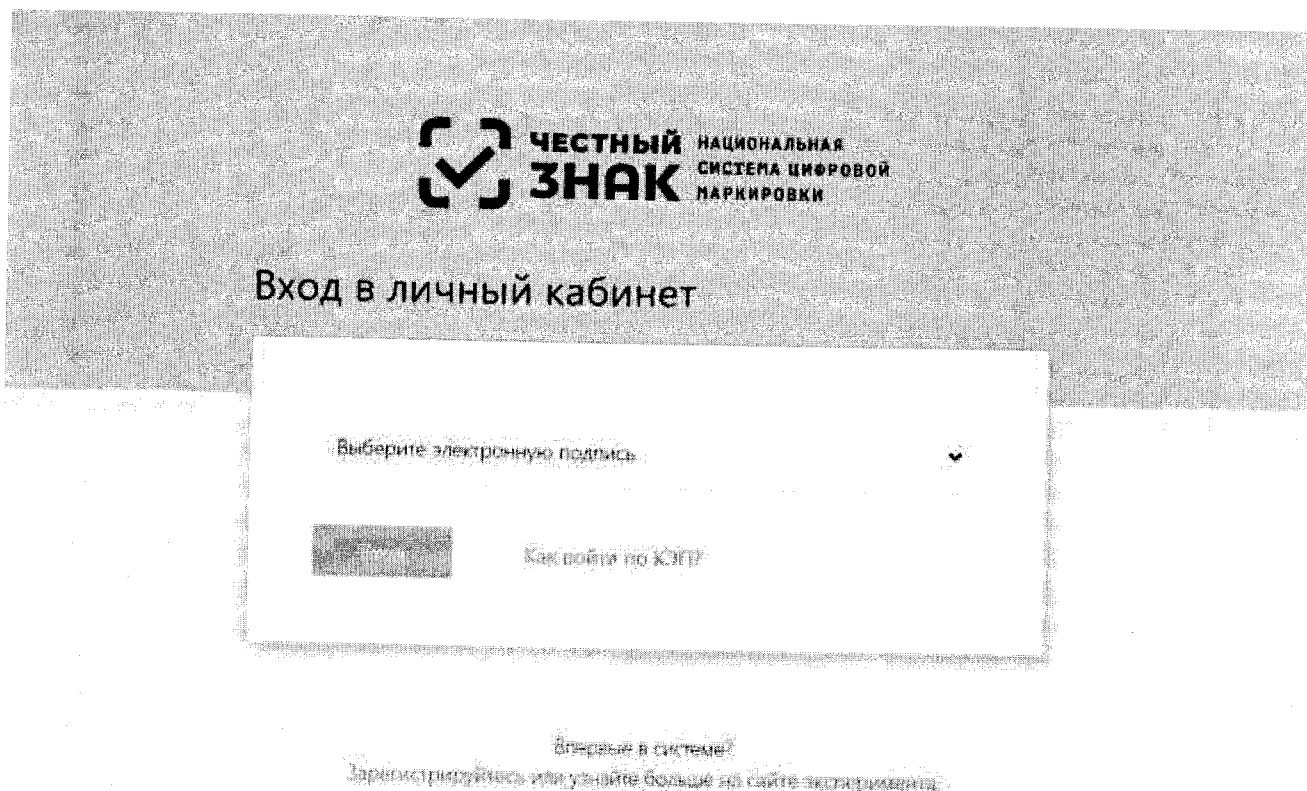 ЧЕСТНЫЙ
ЗНАК
НАЦИОНАЛЬНАЯ
СИСТЕМА ЦИФРОВОЙ
МАРКИРОВКИ
Вход в личный кабинет
Выберите электронную подпись
Как войти по КЭП?
Впервые в системе?
Зарегистрируйтесь или узнайте больше на сайте эксперимента.